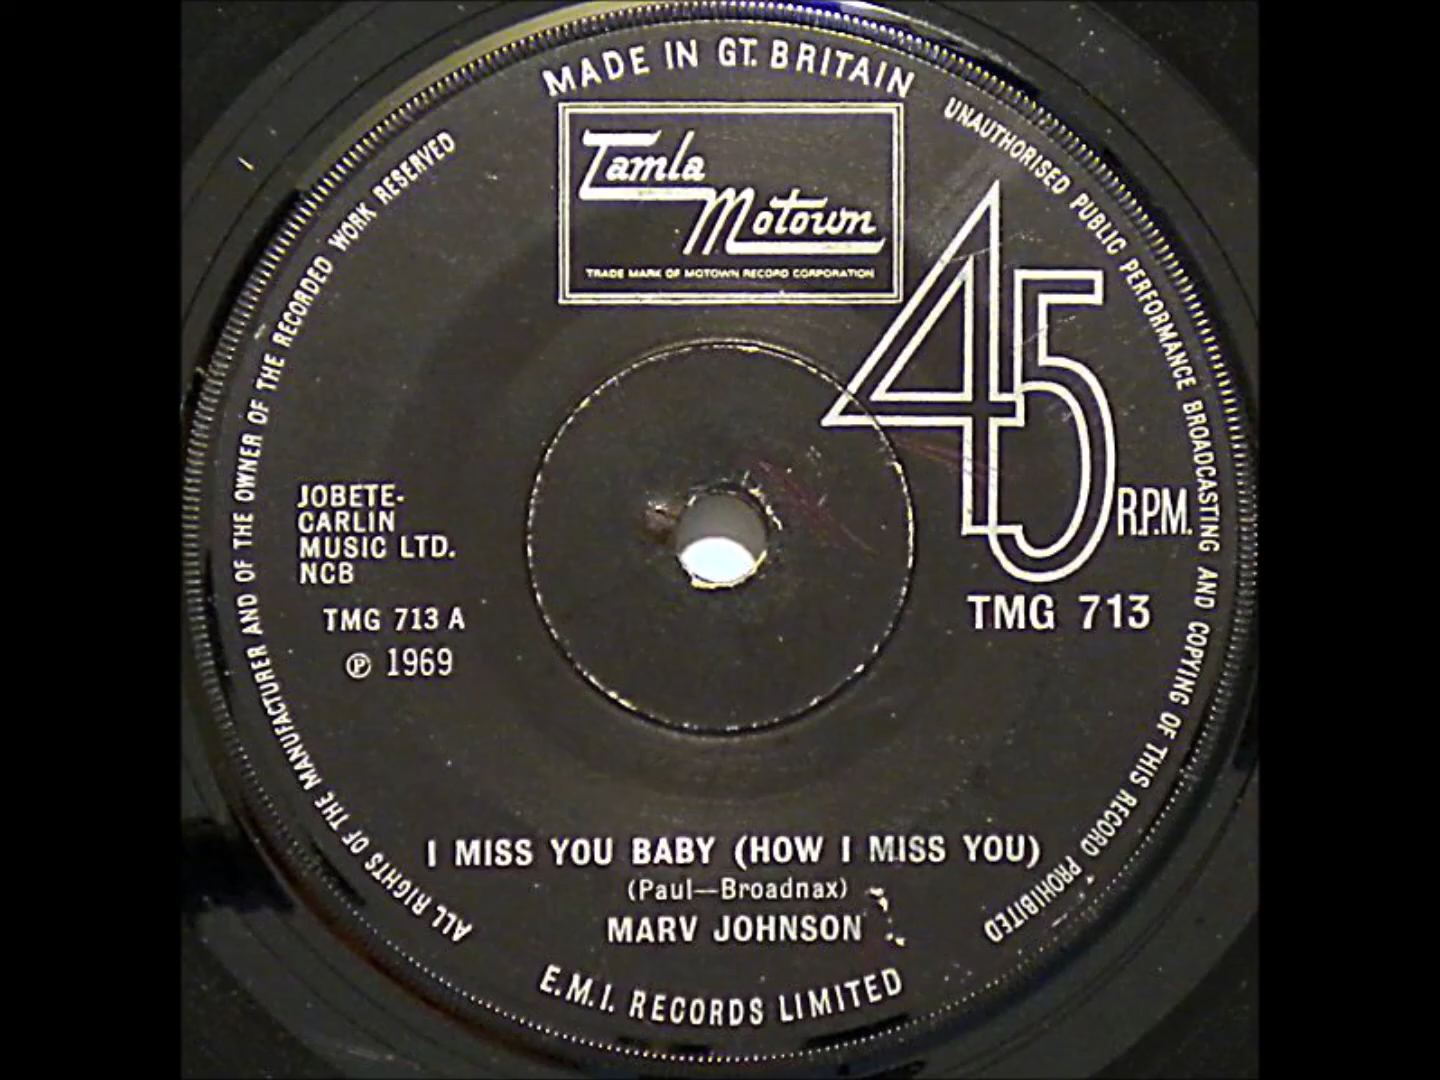 MADE IN GT. BRITAIN
Tamla
Motown
TRADE MARK OF MOTOWN RECORD CORPORATION
45
R.P.M.
TMG 713
JOBETE-
CARLIN
MUSIC LTD.
NCB
TMG 713 A
℗ 1969
I MISS YOU BABY (HOW I MISS YOU)
(Paul—Broadnax)
MARV JOHNSON
E.M.I. RECORDS LIMITED
ALL RIGHTS OF THE MANUFACTURER AND OF THE OWNER OF THE RECORDED WORK RESERVED
UNAUTHORISED PUBLIC PERFORMANCE BROADCASTING AND COPYING OF THIS RECORD PROHIBITED